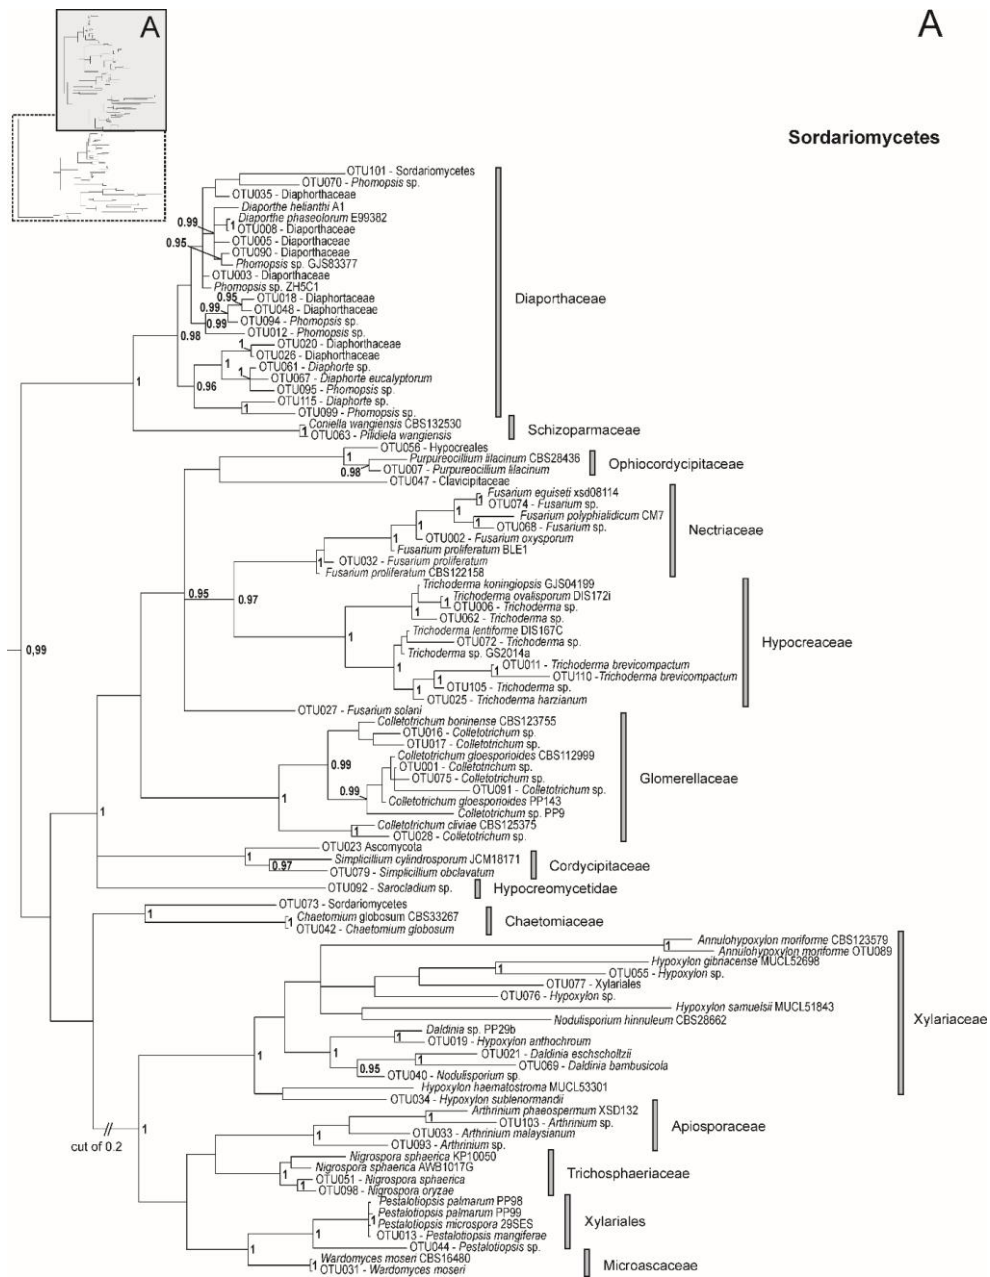 A
A
Sordariomycetes
OTU101 - Sordariomycetes
OTU070 - Phomopsis sp.
OTU035 - Diaphorthaceae
Diaporthe helianthi A1
0.99
Diaporthe phaseolorum E99382
1
OTU008 - Diaphorthaceae
0.95
OTU005 - Diaphorthaceae
OTU090 - Diaphorthaceae
Phomopsis sp. GJS83377
OTU003 - Diaphorthaceae
Phomopsis sp. ZH5C1
0.95
OTU018 - Diaphortaceae
Diaporthaceae
0.99
OTU048 - Diaphorthaceae
0.99
OTU094 - Phomopsis sp.
0.98
OTU012 - Phomopsis sp.
1
OTU020 - Diaphorthaceae
OTU026 - Diaphorthaceae
1
1
OTU061 - Diaphorte sp.
OTU067 - Diaphorte eucalyptorum
1
0.96
OTU095 - Phomopsis sp.
OTU115 - Diaphorte sp.
1
OTU099 - Phomopsis sp.
Coniella wangiensis CBS132530
1
OTU063 - Pilidiela wangiensis
Schizoparmaceae
OTU056 - Hypocreales
1
Purpureocillium lilacinum CBS28436
0.98
OTU007 - Purpureocillium lilacinum
Ophiocordycipitaceae
OTU047 - Clavicipitaceae
Fusarium equiseti xsd08114
1
OTU074 - Fusarium sp.
1
Fusarium polyphialidicum CM7
1
OTU068 - Fusarium sp.
Nectriaceae
1
OTU002 - Fusarium oxysporum
1
Fusarium proliferatum BLE1
1
OTU032 - Fusarium proliferatum
Fusarium proliferatum CBS122158
Trichoderma koningiopsis GJS04199
0.95
0.97
Trichoderma ovalisporum DIS172i
1
OTU006 - Trichoderma sp.
1
OTU062 - Trichoderma sp.
Trichoderma lentiforme DIS167C
1
OTU072 - Trichoderma sp.
Hypocreaceae
0,99
Trichoderma sp. GS2014a
OTU011 - Trichoderma brevicompactum
1
1
OTU110 -Trichoderma brevicompactum
1
OTU105 - Trichoderma sp.
1
OTU025 - Trichoderma harzianum
OTU027 - Fusarium solani
Colletotrichum boninense CBS123755
OTU016 - Colletotrichum sp.
OTU017 - Colletotrichum sp.
Colletotrichum gloesporioides CBS112999
0.99
OTU001 - Colletotrichum sp.
OTU075 - Colletotrichum sp.
Glomerellaceae
0.99
OTU091 - Colletotrichum sp.
1
Colletotrichum gloesporioides PP143
1
Colletotrichum sp. PP9
Colletotrichum cliviae CBS125375
1
OTU028 - Colletotrichum sp.
OTU023 Ascomycota
1
Simplicillium cylindrosporum JCM18171
0.97
OTU079 - Simplicillium obclavatum
Cordycipitaceae
OTU092 - Sarocladium sp.
Hypocreomycetidae
OTU073 - Sordariomycetes
1
Chaetomium globosum CBS33267
1
OTU042 - Chaetomium globosum
Chaetomiaceae
Annulohypoxylon moriforme CBS123579
1
Annulohypoxylon moriforme OTU089
Hypoxylon gibriacense MUCL52698
1
OTU055 - Hypoxylon sp.
OTU077 - Xylariales
OTU076 - Hypoxylon sp.
Hypoxylon samuelsii MUCL51843
Nodulisporium hinnuleum CBS28662
Xylariaceae
Daldinia sp. PP29b
1
OTU019 - Hypoxylon anthochroum
1
1
OTU021 - Daldinia eschscholtzii
1
0.95
OTU069 - Daldinia bambusicola
OTU040 - Nodulisporium sp.
Hypoxylon haematostroma MUCL53301
OTU034 - Hypoxylon sublenormandii
Arthrinium phaeospermum XSD132
1
OTU103 - Arthrinium sp.
1
1
OTU033 - Arthrinium malaysianum
Apiosporaceae
OTU093 - Arthrinium sp.
cut of 0.2
Nigrospora sphaerica KP10050
Nigrospora sphaerica AWB1017G
1
OTU051 - Nigrospora sphaerica
Trichosphaeriaceae
1
OTU098 - Nigrospora oryzae
Pestalotiopsis palmarum PP98
Pestalotiopsis palmarum PP99
1
Pestalotiopsis microspora 29SES
Xylariales
1
OTU013 - Pestalotiopsis mangiferae
OTU044 - Pestalotiopsis sp.
1
Wardomyces moseri CBS16480
1
OTU031 - Wardomyces moseri
Microascaceae